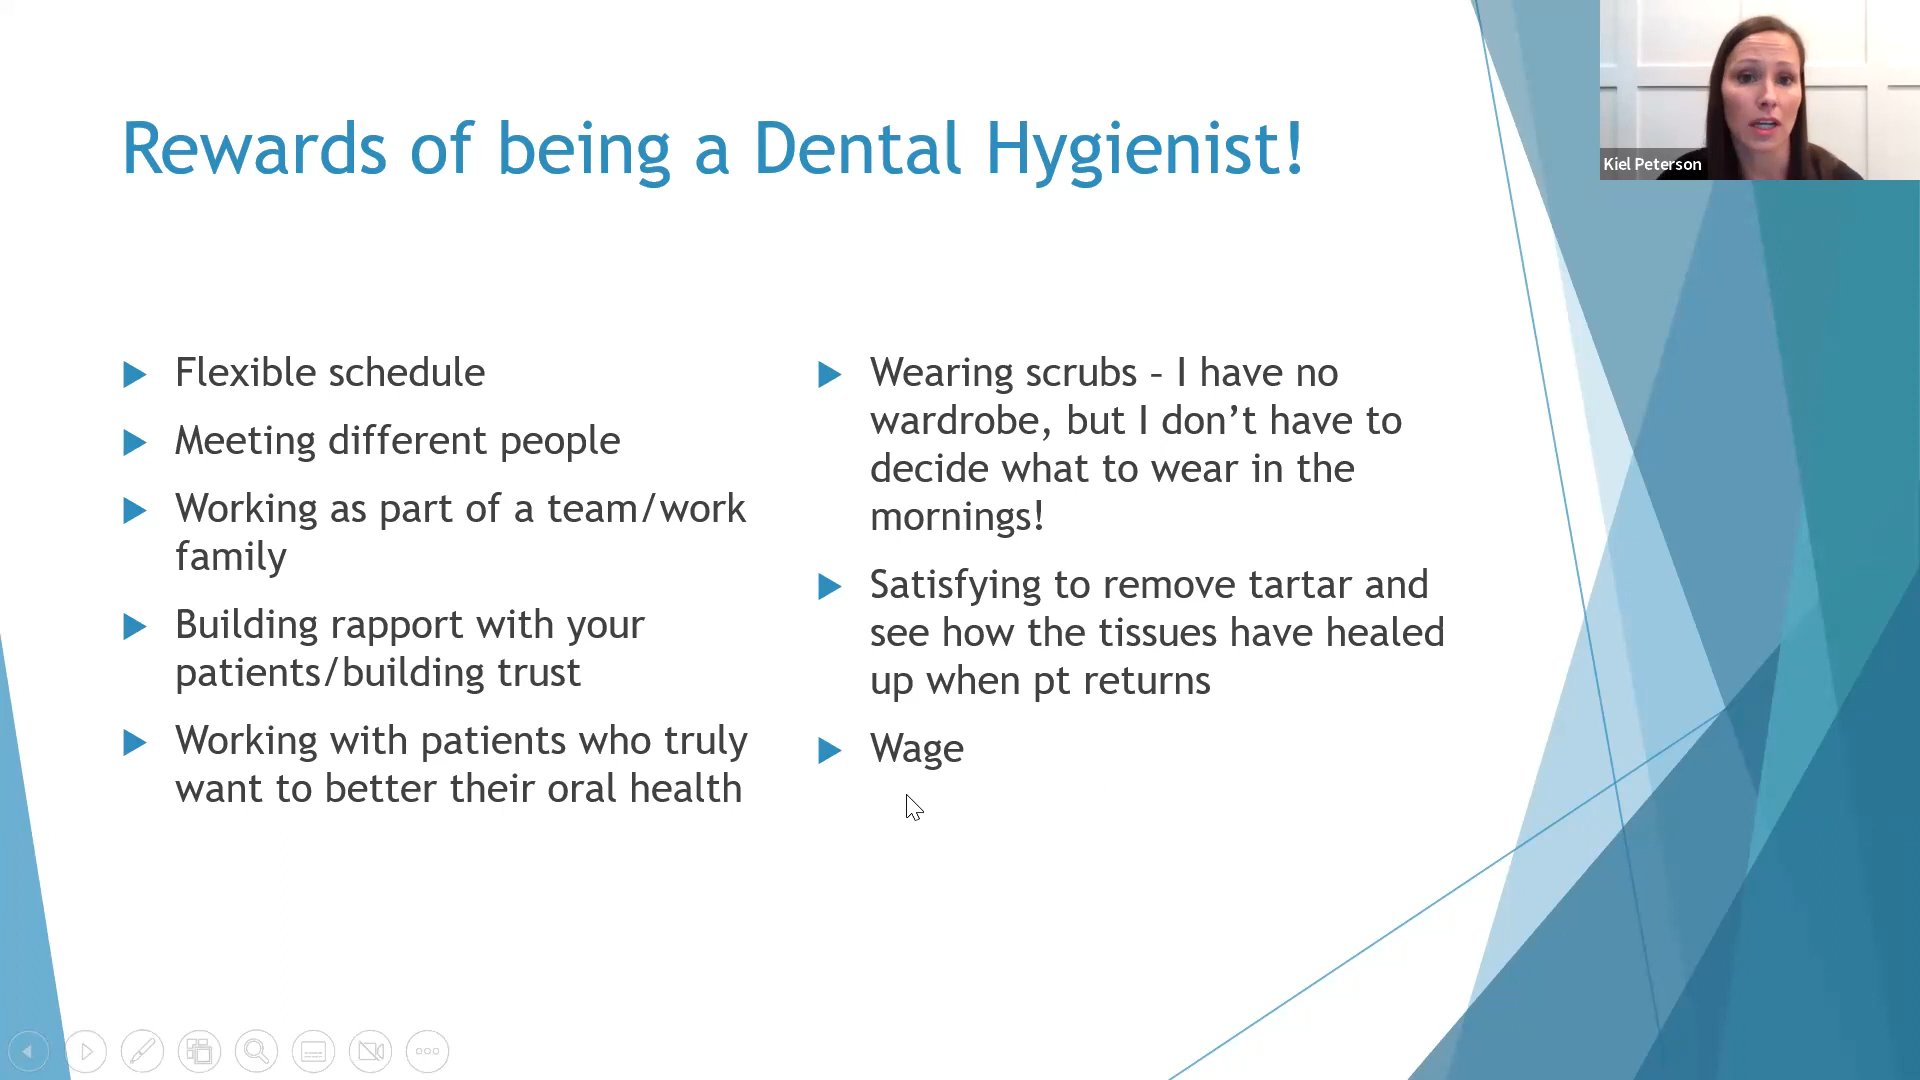 Rewards of being a Dental Hygienist!
Flexible schedule
Meeting different people
Working as part of a team/work
family
Building rapport with your
patients/building trust
Working with patients who truly
want to better their oral health
Wearing scrubs – I have no
wardrobe, but I don’t have to
decide what to wear in the
mornings!
Satisfying to remove tartar and
see how the tissues have healed
up when pt returns
Wage
Kiel Peterson